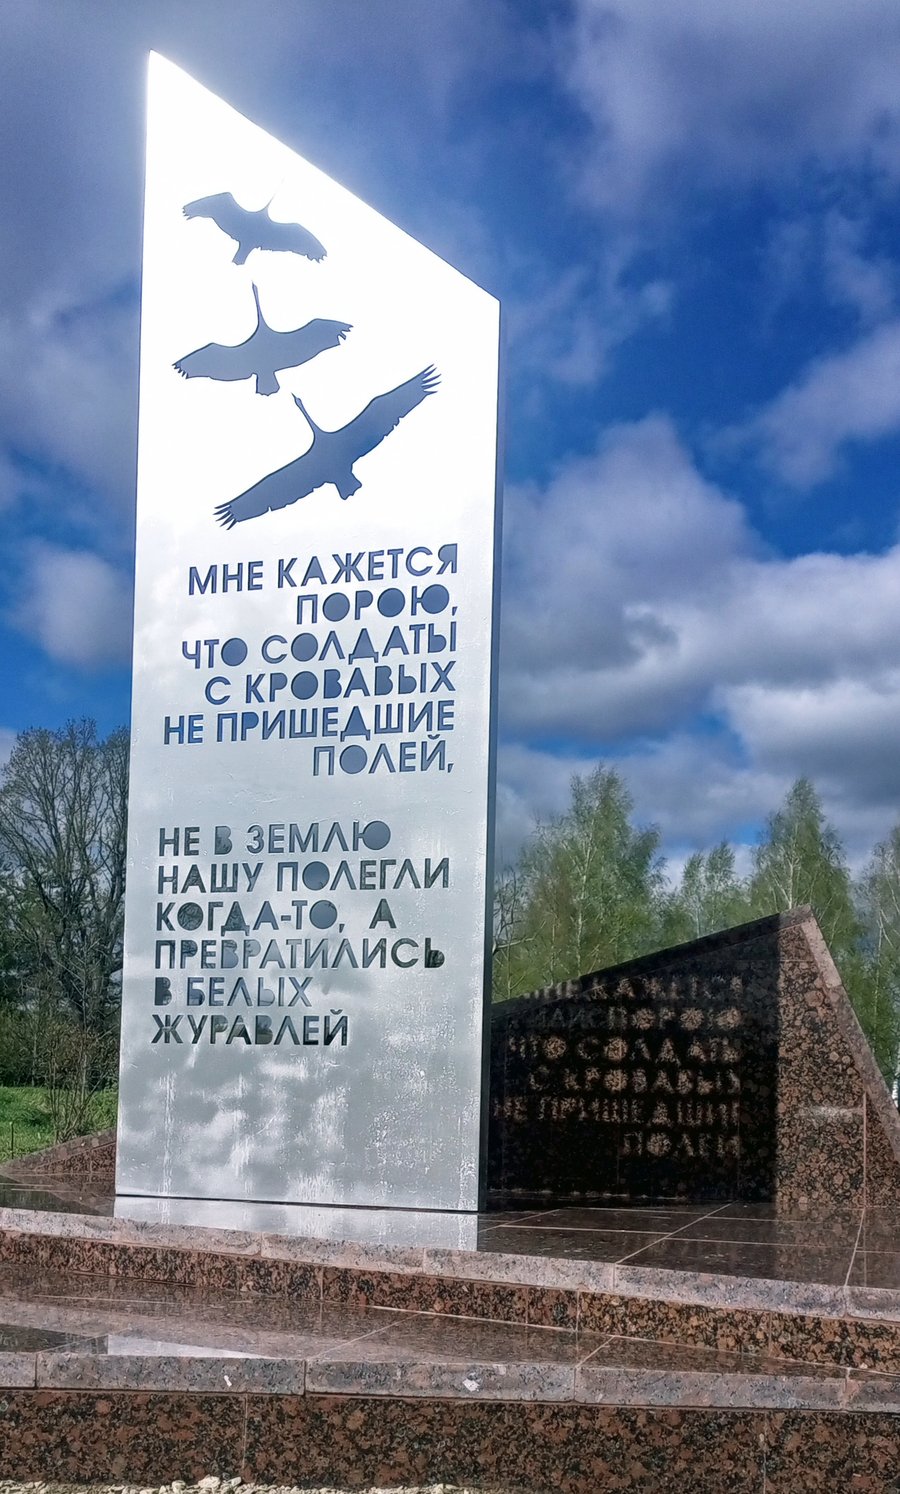 МНЕ КАЖЕТСЯ
ПОРОЮ,
ЧТО СОЛДАТЫ
С КРОВАВЫХ
НЕ ПРИШЕДШИЕ
ПОЛЕЙ,
НЕ В ЗЕМЛЮ
НАШУ ПОЛЕГЛИ
КОГДА-ТО, А
ПРЕВРАТИЛИСЬ
В БЕЛЫХ
ЖУРАВЛЕЙ